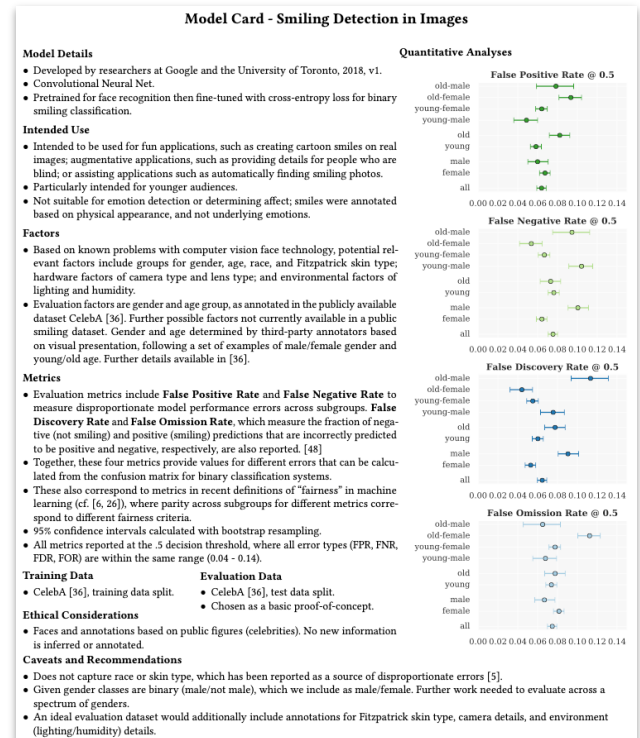 Model Card - Smiling Detection in Images
Model Details
• Developed by researchers at Google and the University of Toronto, 2018, v1.
• Convolutional Neural Net.
• Pretrained for face recognition then fine-tuned with cross-entropy loss for binary
smiling classification.
Intended Use
• Intended to be used for fun applications, such as creating cartoon smiles on real
images; augmentative applications, such as providing details for people who are
blind; or assisting applications such as automatically finding smiling photos.
• Particularly intended for younger audiences.
• Not suitable for emotion detection or determining affect; smiles were annotated
based on physical appearance, and not underlying emotions.
Factors
• Based on known problems with computer vision face technology, potential rel-
evant factors include groups for gender, age, race, and Fitzpatrick skin type;
hardware factors of camera type and lens type; and environmental factors of
lighting and humidity.
• Evaluation factors are gender and age group, as annotated in the publicly available
dataset CelebA [36]. Further possible factors not currently available in a public
smiling dataset. Gender and age determined by third-party annotators based
on visual presentation, following a set of examples of male/female gender and
young/old age. Further details available in [36].
Metrics
• Evaluation metrics include False Positive Rate and False Negative Rate to
measure disproportionate model performance errors across subgroups. False
Discovery Rate and False Omission Rate, which measure the fraction of nega-
tive (not smiling) and positive (smiling) predictions that are incorrectly predicted
to be positive and negative, respectively, are also reported. [48]
• Together, these four metrics provide values for different errors that can be calcu-
lated from the confusion matrix for binary classification systems.
• These also correspond to metrics in recent definitions of “fairness” in machine
learning (cf. [6, 26]), where parity across subgroups for different metrics corre-
spond to different fairness criteria.
• 95% confidence intervals calculated with bootstrap resampling.
• All metrics reported at the .5 decision threshold, where all error types (FPR, FNR,
FDR, FOR) are within the same range (0.04 - 0.14).
Training Data
• CelebA [36], training data split.
Evaluation Data
• CelebA [36], test data split.
• Chosen as a basic proof-of-concept.
Ethical Considerations
• Faces and annotations based on public figures (celebrities). No new information
is inferred or annotated.
Quantitative Analyses
False Positive Rate @ 0.5
old-male
old-female
young-female
young-male
old
young
male
female
all
0.00 0.02 0.04 0.06 0.08 0.10 0.12 0.14
False Negative Rate @ 0.5
old-male
old-female
young-female
young-male
old
young
male
female
all
0.00 0.02 0.04 0.06 0.08 0.10 0.12 0.14
False Discovery Rate @ 0.5
old-male
old-female
young-female
young-male
old
young
male
female
all
0.00 0.02 0.04 0.06 0.08 0.10 0.12 0.14
False Omission Rate @ 0.5
old-male
old-female
young-female
young-male
old
young
male
female
all
0.00 0.02 0.04 0.06 0.08 0.10 0.12 0.14
Caveats and Recommendations
• Does not capture race or skin type, which has been reported as a source of disproportionate errors [5].
• Given gender classes are binary (male/not male), which we include as male/female. Further work needed to evaluate across a
spectrum of genders.
• An ideal evaluation dataset would additionally include annotations for Fitzpatrick skin type, camera details, and environment
(lighting/humidity) details.